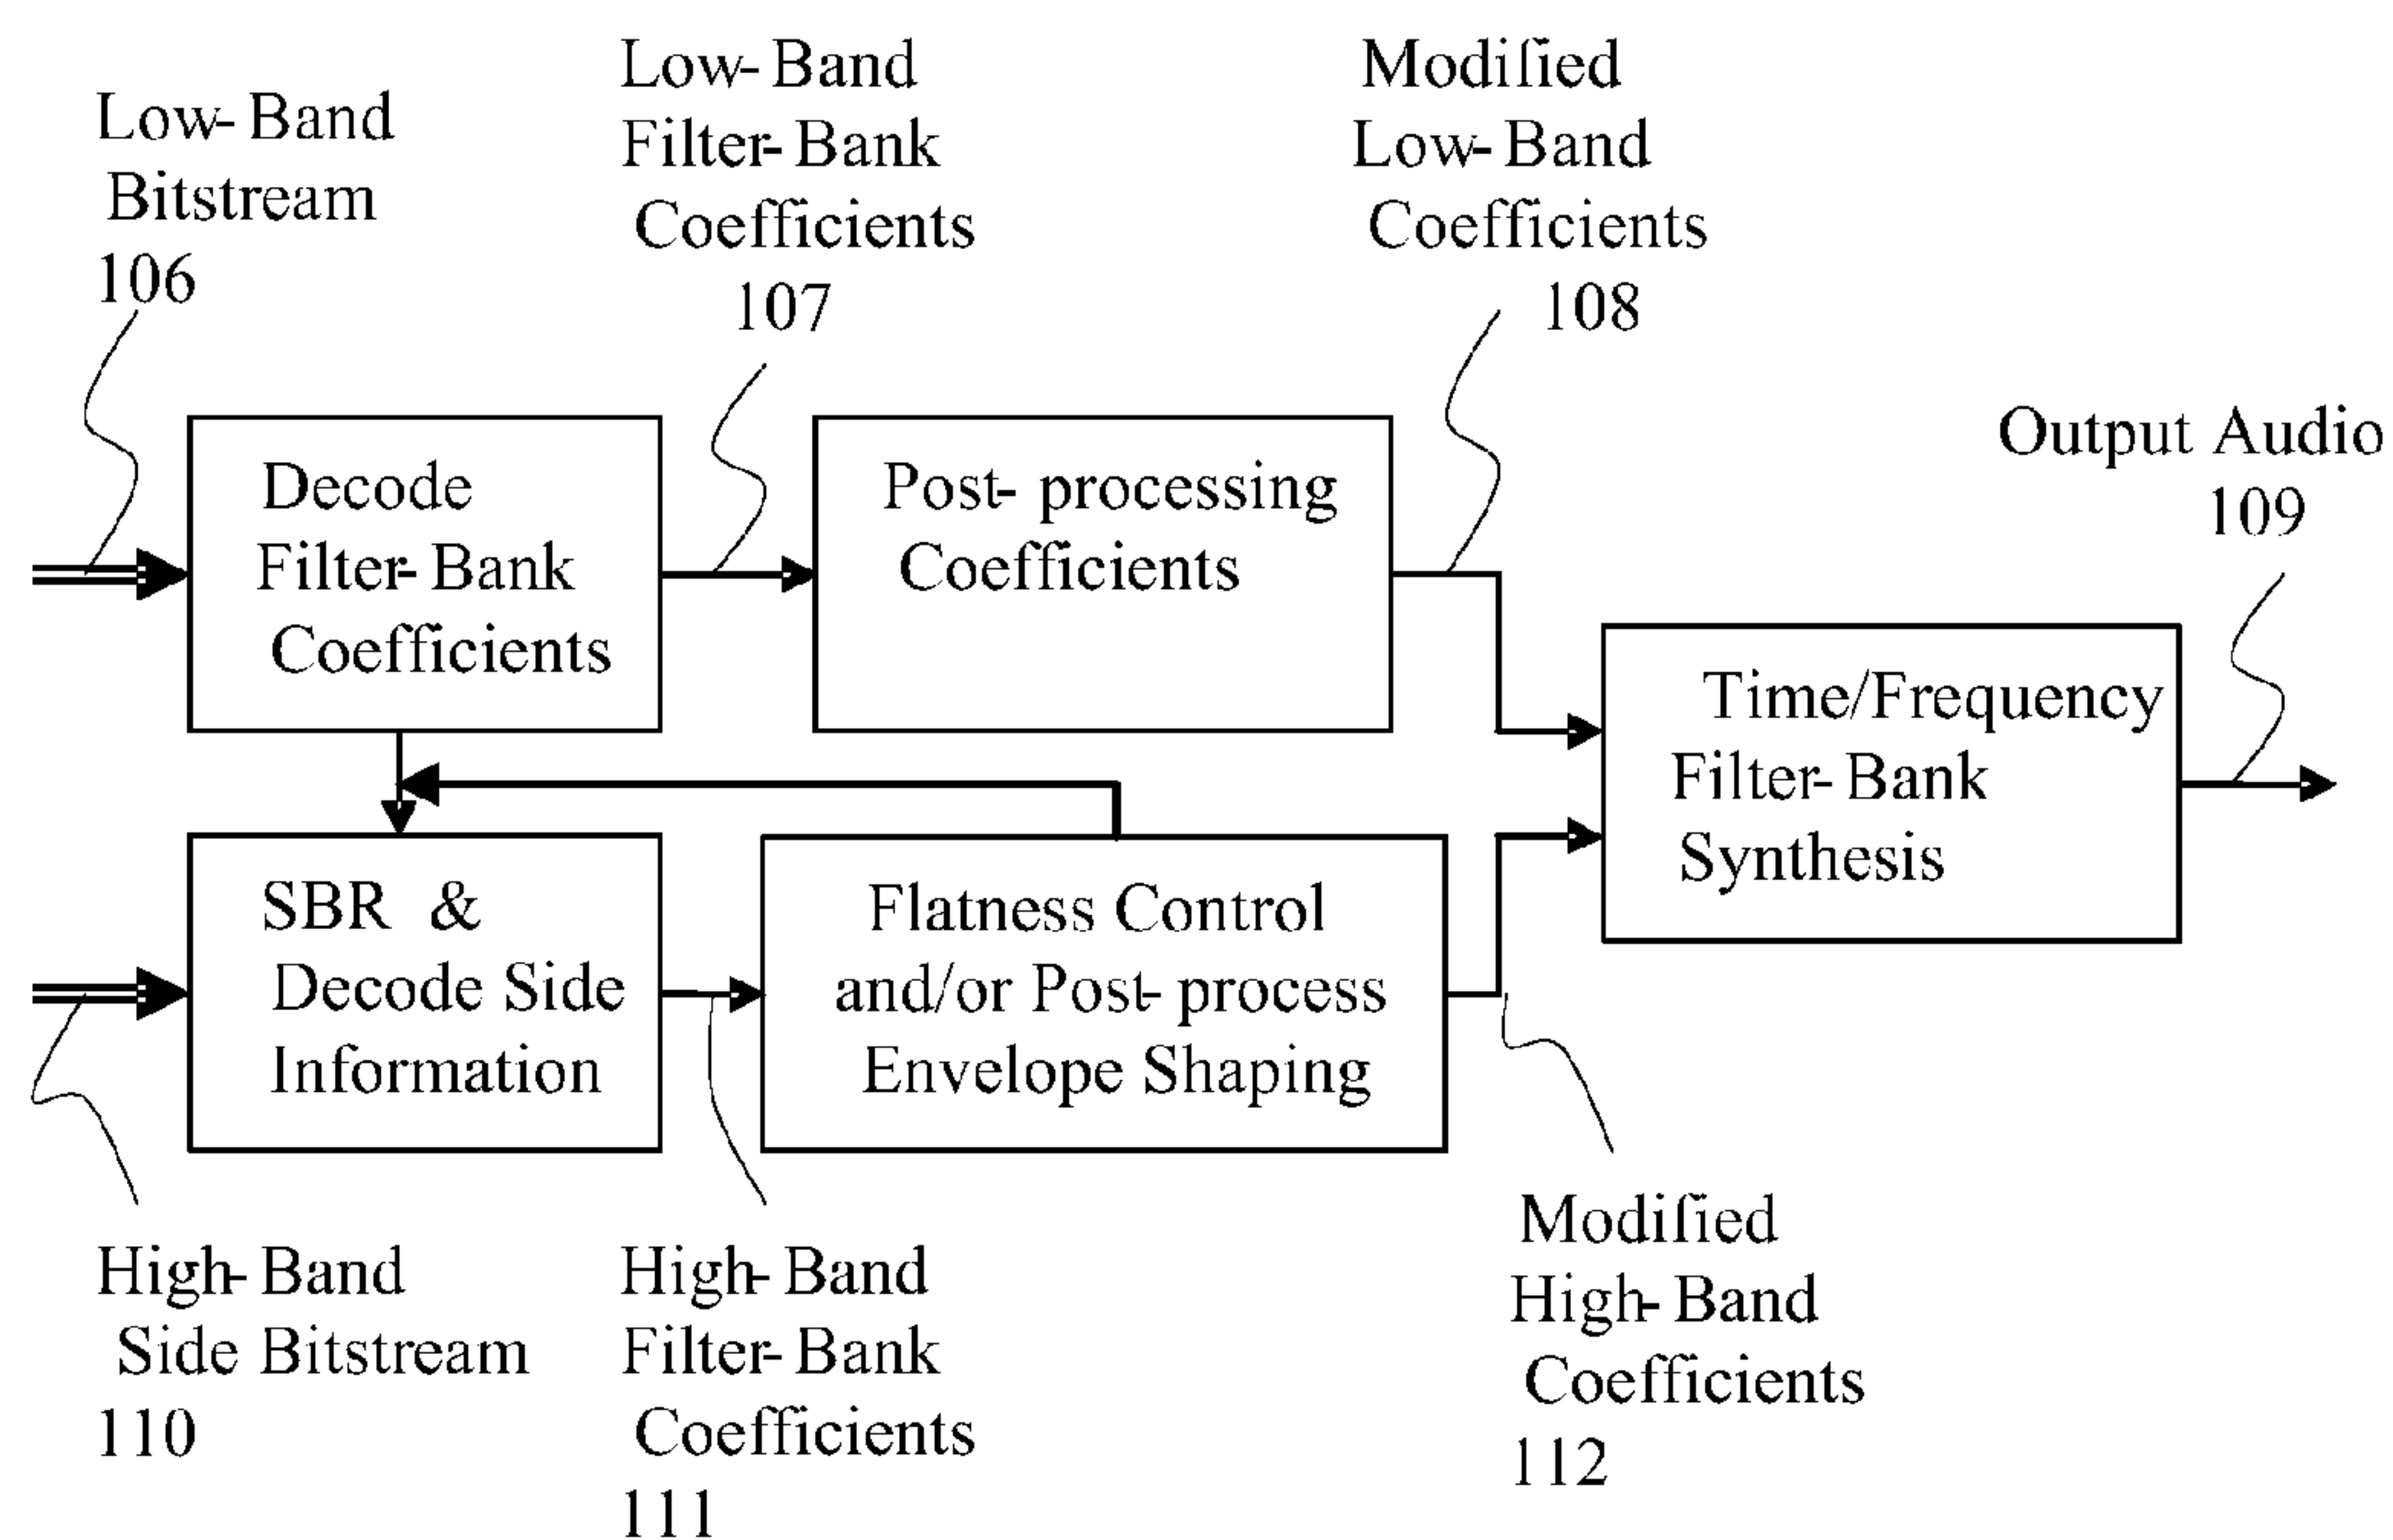 Low-Band
Bitstream
106
Low-Band
Filter-Bank
Coefficients
107
Modified
Low-Band
Coefficients
108
Output Audio
109
Decode
Filter-Bank
Coefficients
Post-processing
Coefficients
Time/Frequency
Filter-Bank
Synthesis
SBR &
Decode Side
Information
Flatness Control
and/or Post-process
Envelope Shaping
High-Band
Side Bitstream
110
High-Band
Filter-Bank
Coefficients
111
Modified
High-Band
Coefficients
112